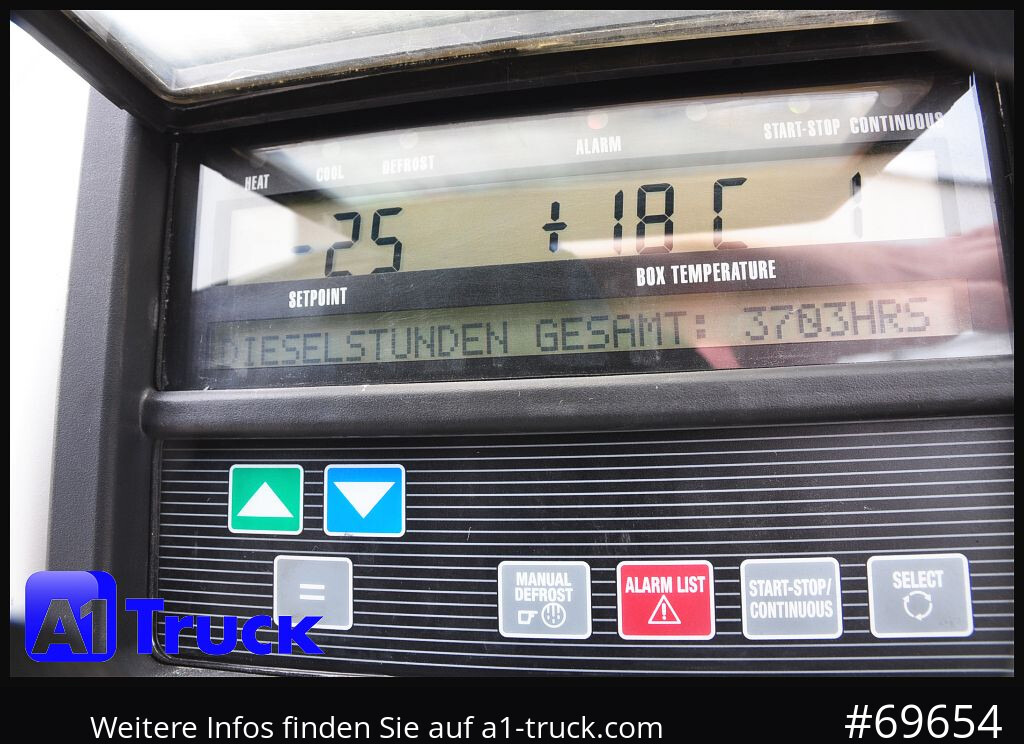 HEAT COOL DEFROST ALARM START-STOP CONTINUOUS
-25 +18 C 1
SETPOINT BOX TEMPERATURE
DIESELSTUNDEN GESAMT: 3703HRS
=
MANUAL DEFROST
ALARM LIST
START-STOP/
CONTINUOUS
SELECT
A1 Truck
Weitere Infos finden Sie auf a1-truck.com
#69654